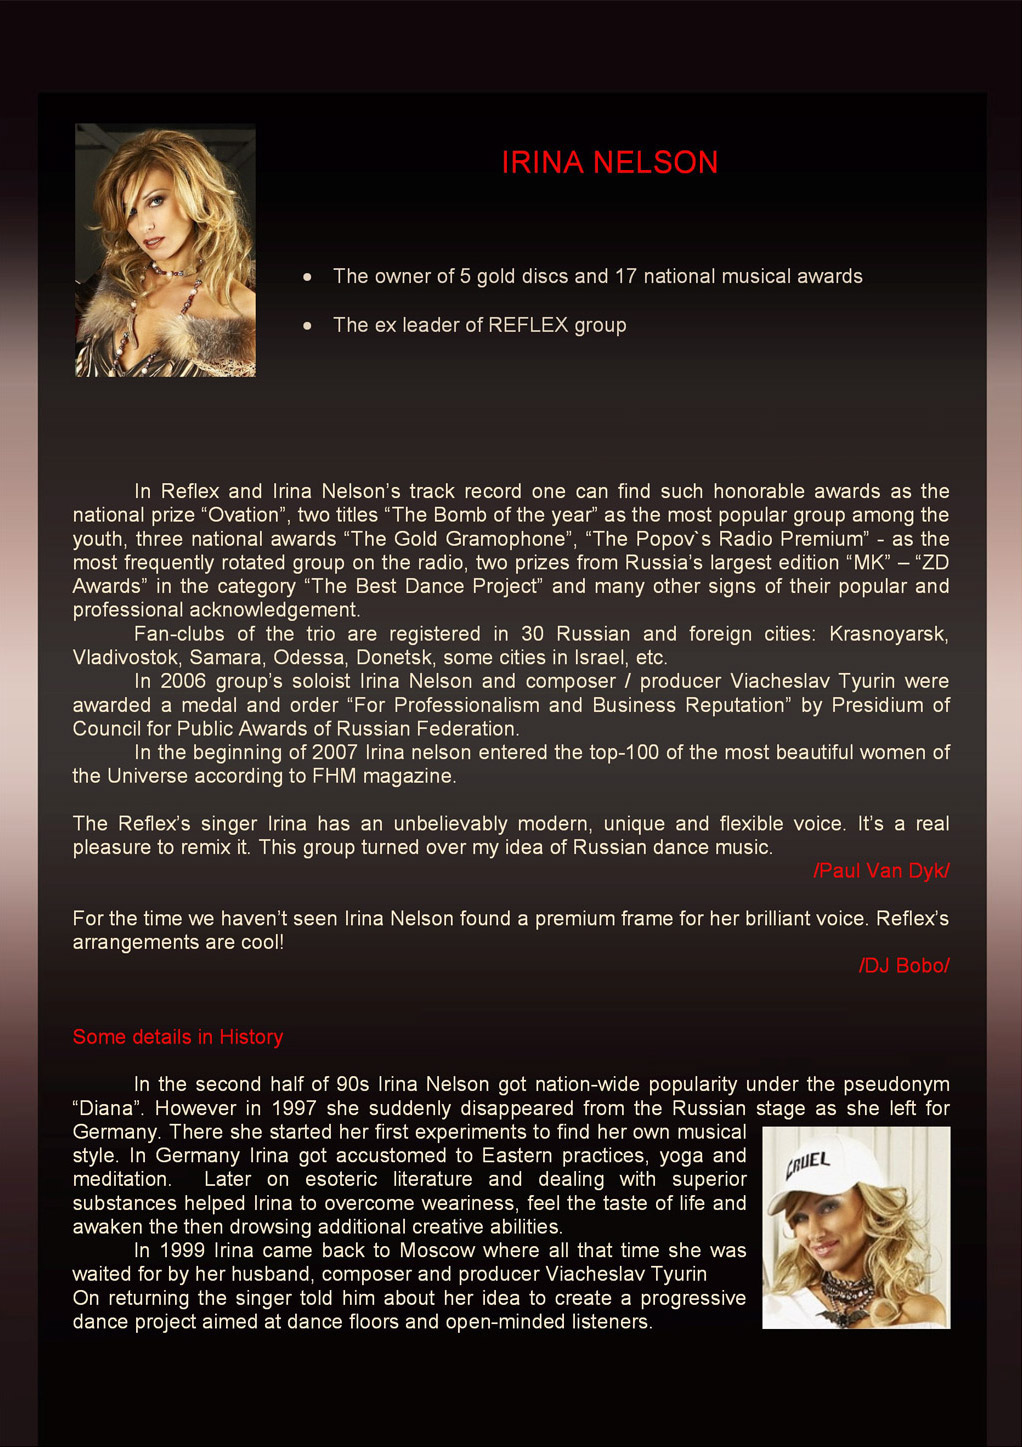 IRINA NELSON
● The owner of 5 gold discs and 17 national musical awards
● The ex leader of REFLEX group
In Reflex and Irina Nelson’s track record one can find such honorable awards as the
national prize “Ovation”, two titles “The Bomb of the year” as the most popular group among the
youth, three national awards “The Gold Gramophone”, “The Popov`s Radio Premium” - as the
most frequently rotated group on the radio, two prizes from Russia’s largest edition “MK” – “ZD
Awards” in the category “The Best Dance Project” and many other signs of their popular and
professional acknowledgement.
Fan-clubs of the trio are registered in 30 Russian and foreign cities: Krasnoyarsk,
Vladivostok, Samara, Odessa, Donetsk, some cities in Israel, etc.
In 2006 group’s soloist Irina Nelson and composer / producer Viacheslav Tyurin were
awarded a medal and order “For Professionalism and Business Reputation” by Presidium of
Council for Public Awards of Russian Federation.
In the beginning of 2007 Irina nelson entered the top-100 of the most beautiful women of
the Universe according to FHM magazine.
The Reflex’s singer Irina has an unbelievably modern, unique and flexible voice. It’s a real
pleasure to remix it. This group turned over my idea of Russian dance music.
/Paul Van Dyk/
For the time we haven’t seen Irina Nelson found a premium frame for her brilliant voice. Reflex’s
arrangements are cool!
/DJ Bobo/
Some details in History
In the second half of 90s Irina Nelson got nation-wide popularity under the pseudonym
“Diana”. However in 1997 she suddenly disappeared from the Russian stage as she left for
Germany. There she started her first experiments to find her own musical
style. In Germany Irina got accustomed to Eastern practices, yoga and
meditation. Later on esoteric literature and dealing with superior
substances helped Irina to overcome weariness, feel the taste of life and
awaken the then drowsing additional creative abilities.
In 1999 Irina came back to Moscow where all that time she was
waited for by her husband, composer and producer Viacheslav Tyurin
On returning the singer told him about her idea to create a progressive
dance project aimed at dance floors and open-minded listeners.
CRUEL